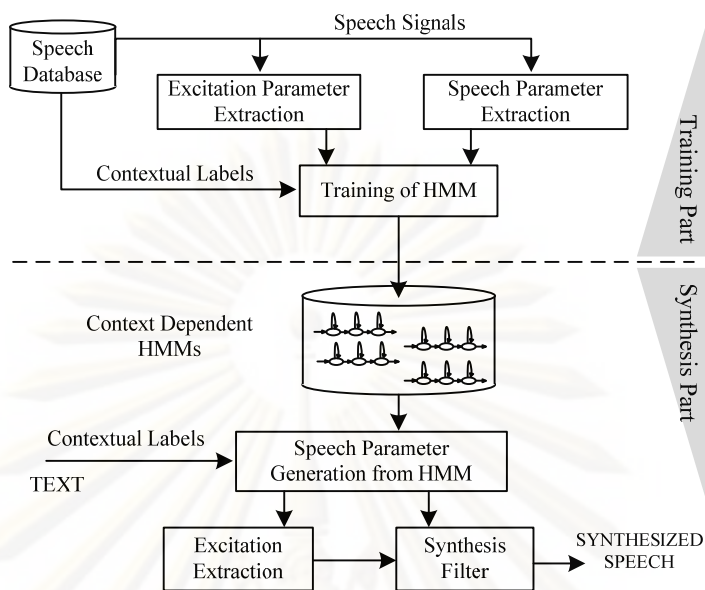 Speech Signals
Speech
Database
Excitation Parameter
Extraction
Speech Parameter
Extraction
Contextual Labels
Training of HMM
Training Part
Context Dependent
HMMs
Synthesis Part
Contextual Labels
TEXT
Speech Parameter
Generation from HMM
Excitation
Extraction
Synthesis
Filter
SYNTHESIZED
SPEECH